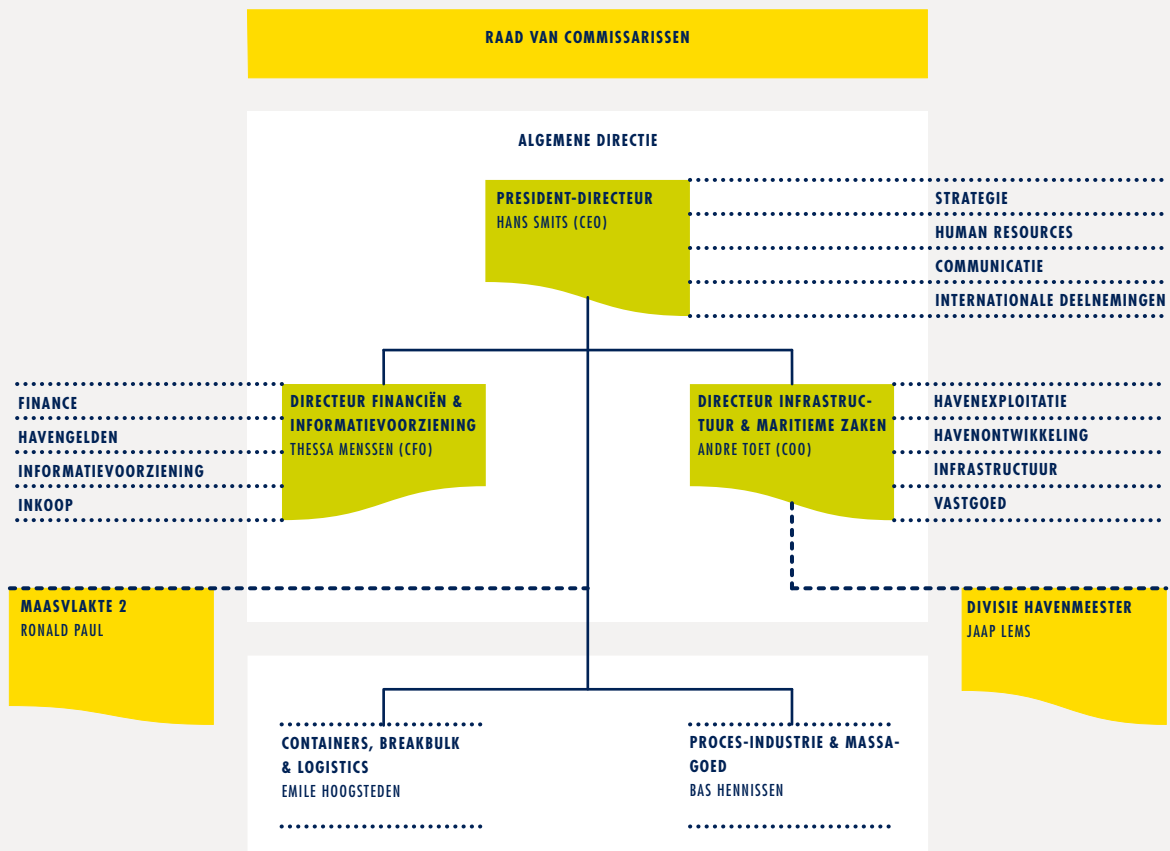 RAAD VAN COMMISSARISSEN
ALGEMENE DIRECTIE
PRESIDENT-DIRECTEUR
HANS SMITS (CEO)
STRATEGIE
HUMAN RESOURCES
COMMUNICATIE
INTERNATIONALE DEELNEMINGEN
FINANCE
HAVENGELDEN
INFORMATIEVOORZIENING
INKOOP
DIRECTEUR FINANCIËN &
INFORMATIEVOORZIENING
THESSA MENSSEN (CFO)
DIRECTEUR INFRASTRUC-
TUUR & MARITIEME ZAKEN
ANDRE TOET (COO)
HAVENEXPLOITATIE
HAVENONTWIKKELING
INFRASTRUCTUUR
VASTGOED
MAASVLAKTE 2
RONALD PAUL
DIVISIE HAVENMEESTER
JAAP LEMS
CONTAINERS, BREAKBULK
& LOGISTICS
EMILE HOOGSTEDEN
PROCES-INDUSTRIE & MASSA-
GOED
BAS HENNISSEN